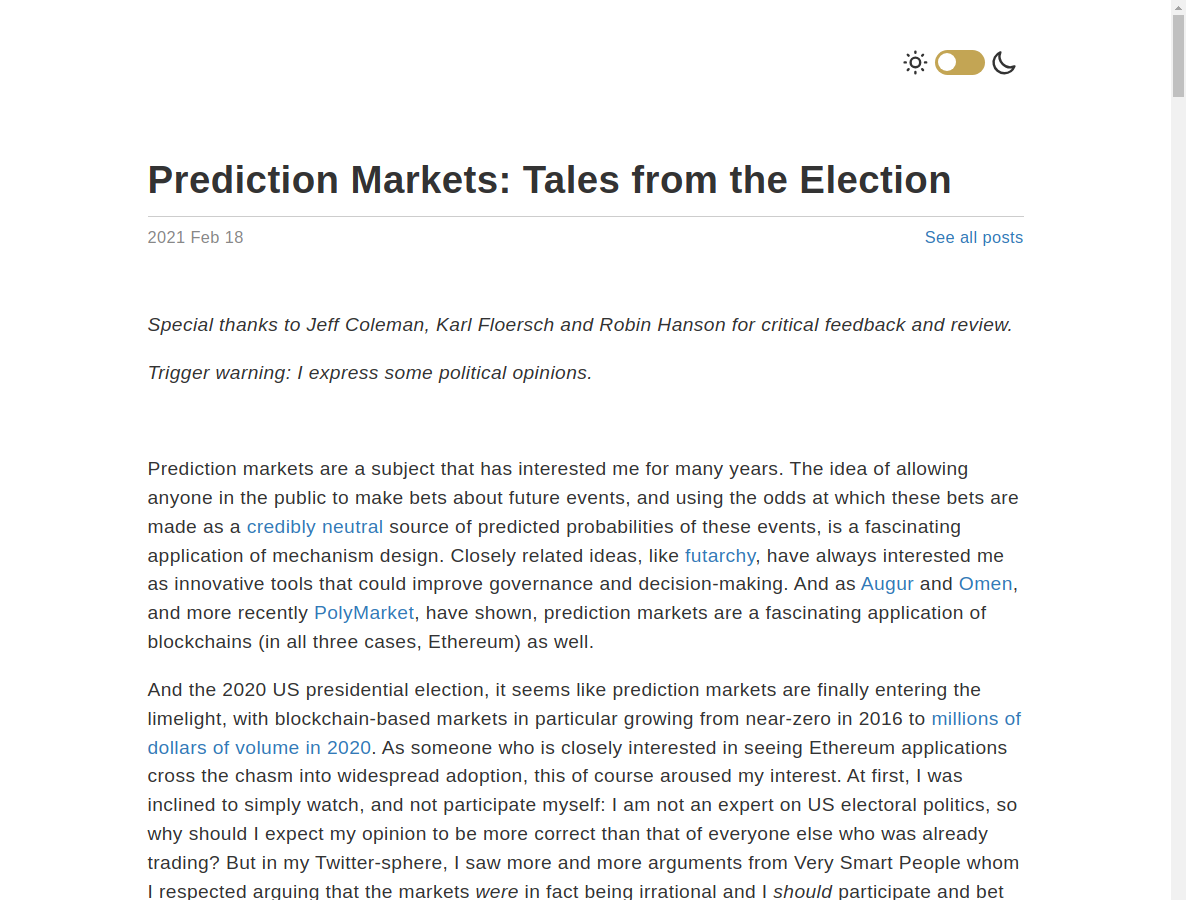 Prediction Markets: Tales from the Election
2021 Feb 18
See all posts
Special thanks to Jeff Coleman, Karl Floersch and Robin Hanson for critical feedback and review.
Trigger warning: I express some political opinions.
Prediction markets are a subject that has interested me for many years. The idea of allowing
anyone in the public to make bets about future events, and using the odds at which these bets are
made as a credibly neutral source of predicted probabilities of these events, is a fascinating
application of mechanism design. Closely related ideas, like futarchy, have always interested me
as innovative tools that could improve governance and decision-making. And as Augur and Omen,
and more recently PolyMarket, have shown, prediction markets are a fascinating application of
blockchains (in all three cases, Ethereum) as well.
And the 2020 US presidential election, it seems like prediction markets are finally entering the
limelight, with blockchain-based markets in particular growing from near-zero in 2016 to millions of
dollars of volume in 2020. As someone who is closely interested in seeing Ethereum applications
cross the chasm into widespread adoption, this of course aroused my interest. At first, I was
inclined to simply watch, and not participate myself: I am not an expert on US electoral politics, so
why should I expect my opinion to be more correct than that of everyone else who was already
trading? But in my Twitter-sphere, I saw more and more arguments from Very Smart People whom
I respected arguing that the markets were in fact being irrational and I should participate and bet